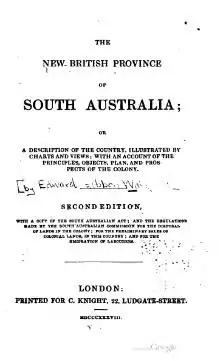 THE
NEW BRITISH PROVINCE
OF
SOUTH AUSTRALIA;
OR
A DESCRIPTION OF THE COUNTRY, ILLUSTRATED BY
CHARTS AND VIEWS; WITH AN ACCOUNT OF THE
PRINCIPLES, OBJECTS, PLAN, AND PROS
PECTS OF THE COLONY.
[by Edward
SECOND EDITION,
WITH A COPY OF THE SOUTH AUSTRALIAN ACT; AND THE REGULATIONS
MADE BY THE SOUTH AUSTRALIAN COMMISSION FOR THE DISPOSAL
OF LANDS IN THE COLONY; FOR THE PRELIMINARY SALES OF
COLONIAL LANDS, IN THIS COUNTRY; AND FOR THE
EMIGRATION OF LABOURERS.
LONDON:
PRINTED FOR C. KNIGHT, 22, LUDGATE-STREET.
Google